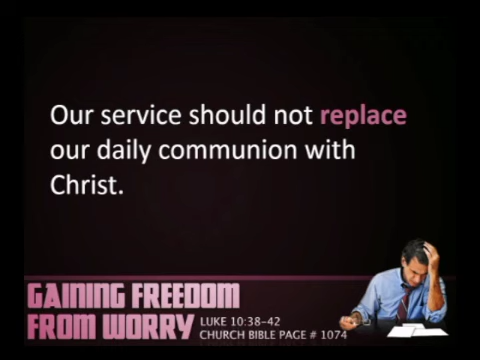 Our service should not replace
our daily communion with
Christ.
GAINING FREEDOM
FROM WORRY
LUKE 10:38-42
CHURCH BIBLE PAGE # 1074